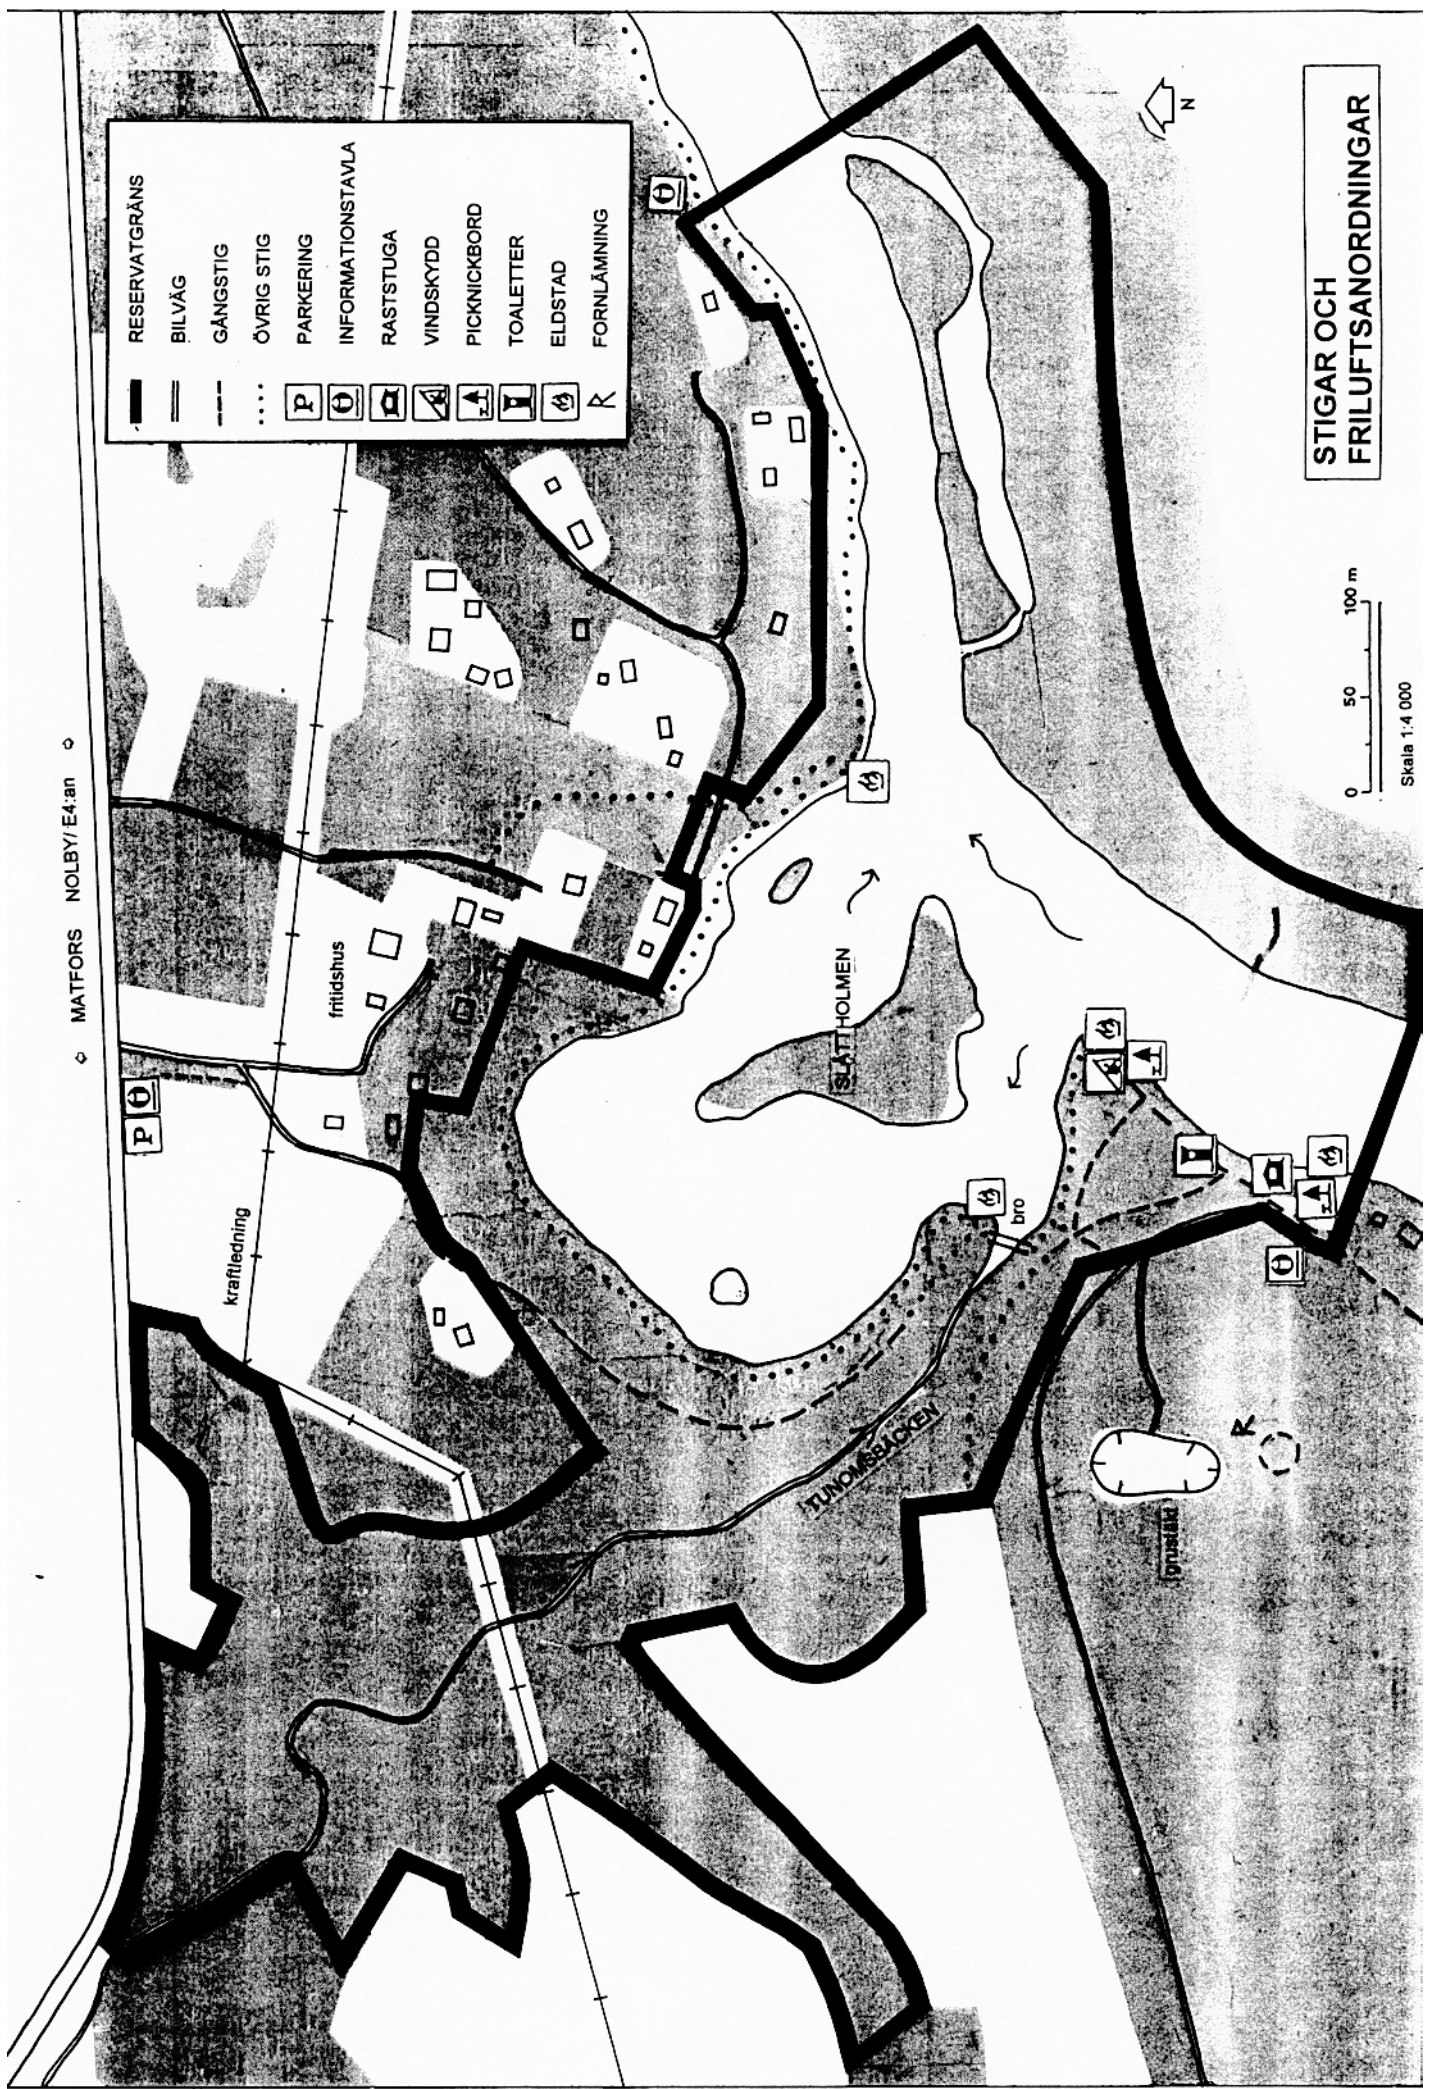 ⇦ MATFORS NOLBY/ E4:an ⇨
RESERVATGRÄNS
BILVÄG
GÅNGSTIG
ÖVRIG STIG
P PARKERING
INFORMATIONSTAVLA
RASTSTUGA
VINDSKYDD
PICKNICKBORD
TOALETTER
ELDSTAD
R FORNLÄMNING
P
fritidshus
kraftledning
SLÅTTHOLMEN
bro
TUNOMSBÄCKEN
grustäkt
R
N
STIGAR OCH
FRILUFTSANORDNINGAR
0 50 100 m
Skala 1:4 000